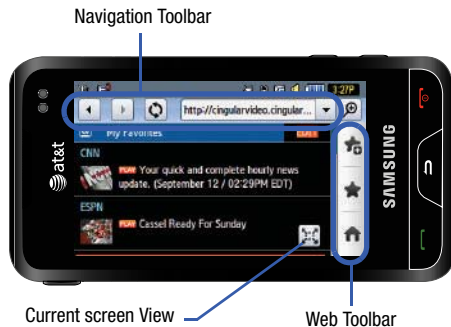 Navigation Toolbar
1:27P
http://cingularvideo.cingular...
My Favorites
EDIT
CNN
PLAY Your quick and complete hourly news
update. (September 12 / 02:29PM EDT)
ESPN
PLAY Cassel Ready For Sunday
at&t
SAMSUNG
Current screen View
Web Toolbar